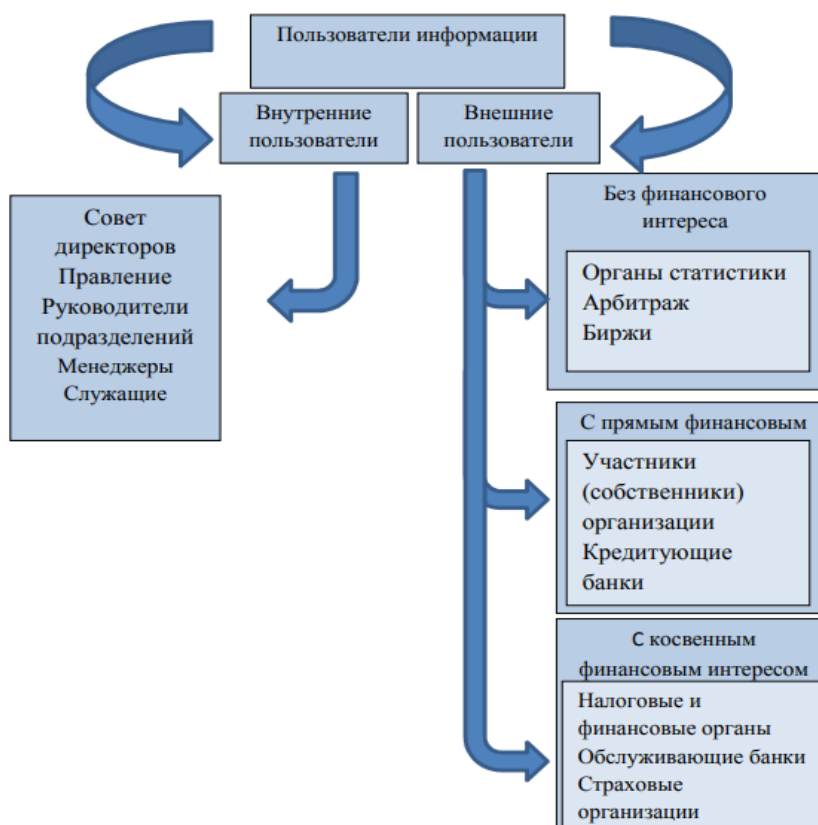 Пользователи информации
Внутренние
пользователи
Внешние
пользователи
Совет
директоров
Правление
Руководители
подразделений
Менеджеры
Служащие
Без финансового
интереса
Органы статистики
Арбитраж
Биржи
С прямым финансовым
Участники
(собственники)
организации
Кредитующие
банки
С косвенным
финансовым интересом
Налоговые и
финансовые органы
Обслуживающие банки
Страховые
организации